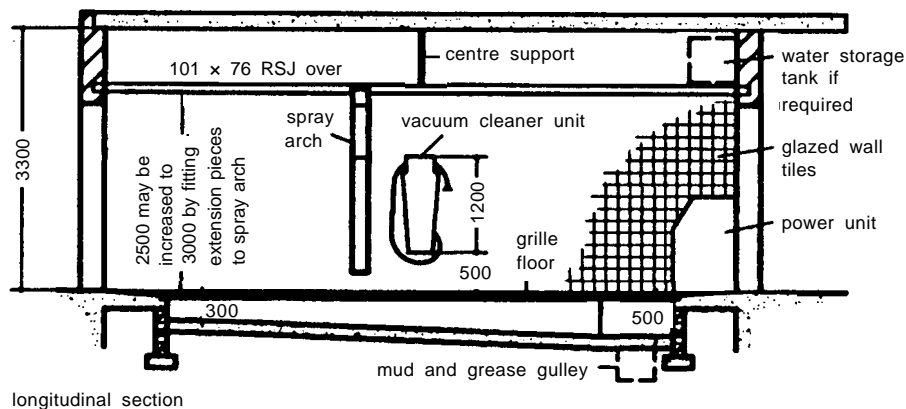 centre support
water storage
tank if
required
101 × 76 RSJ over
spray
arch
vacuum cleaner unit
glazed wall
tiles
3300
2500 may be
increased to
3000 by fitting
extension pieces
to spray arch
1200
power unit
grille
floor
500
300
500
mud and grease gulley
longitudinal section